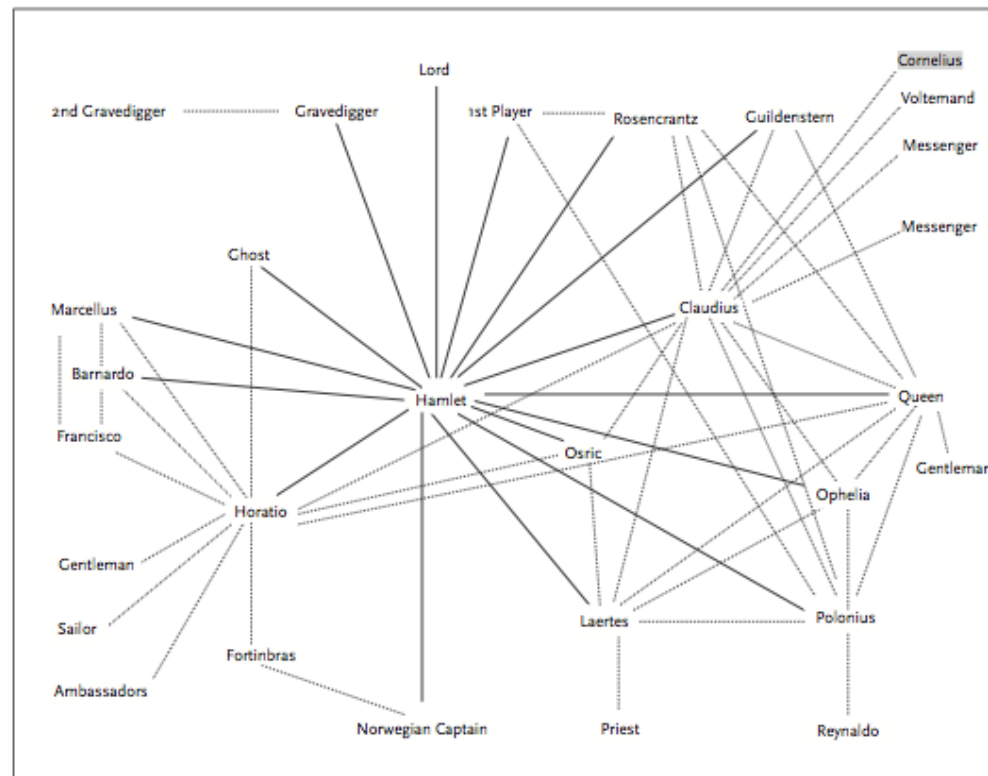 Cornelius
Lord
Voltemand
2nd Gravedigger
Gravedigger
1st Player
Rosencrantz
Guildenstern
Messenger
Messenger
Ghost
Marcellus
Claudius
Barnardo
Hamlet
Queen
Francisco
Osric
Gentleman
Ophelia
Horatio
Gentleman
Laertes
Polonius
Sailor
Fortinbras
Ambassadors
Norwegian Captain
Priest
Reynaldo